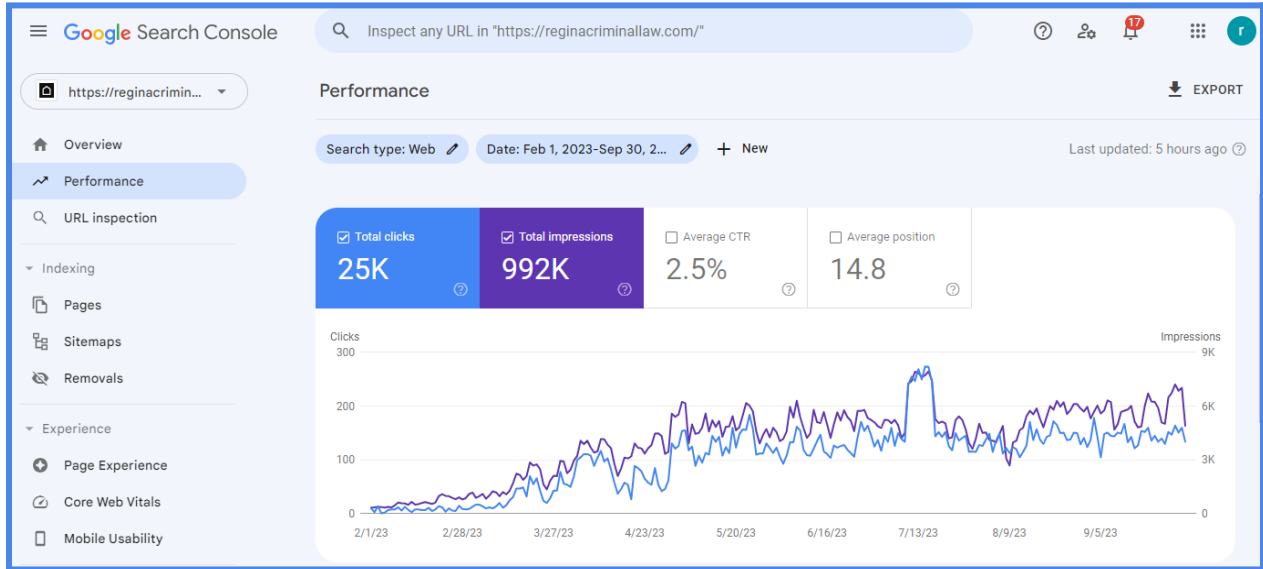 Google Search Console
Inspect any URL in "https://reginacriminallaw.com/"
17
r
https://reginacrimin...
Performance
EXPORT
Overview
Search type: Web
Date: Feb 1, 2023-Sep 30, 2...
+ New
Last updated: 5 hours ago
Performance
URL inspection
Total clicks
Total impressions
Average CTR
Average position
25K
992K
2.5%
14.8
Indexing
Pages
Sitemaps
Removals
Experience
Page Experience
Core Web Vitals
Mobile Usability
Clicks
Impressions
300
9K
200
6K
100
3K
0
0
2/1/23
2/28/23
3/27/23
4/23/23
5/20/23
6/16/23
7/13/23
8/9/23
9/5/23